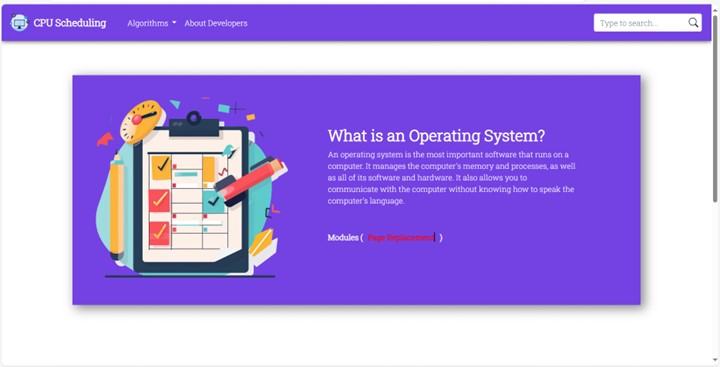 CPU Scheduling
Algorithms
About Developers
Type to search...
What is an Operating System?
An operating system is the most important software that runs on a
computer. It manages the computer's memory and processes, as well
as all of its software and hardware. It also allows you to
communicate with the computer without knowing how to speak the
computer's language.
Modules ( Page Replacement )